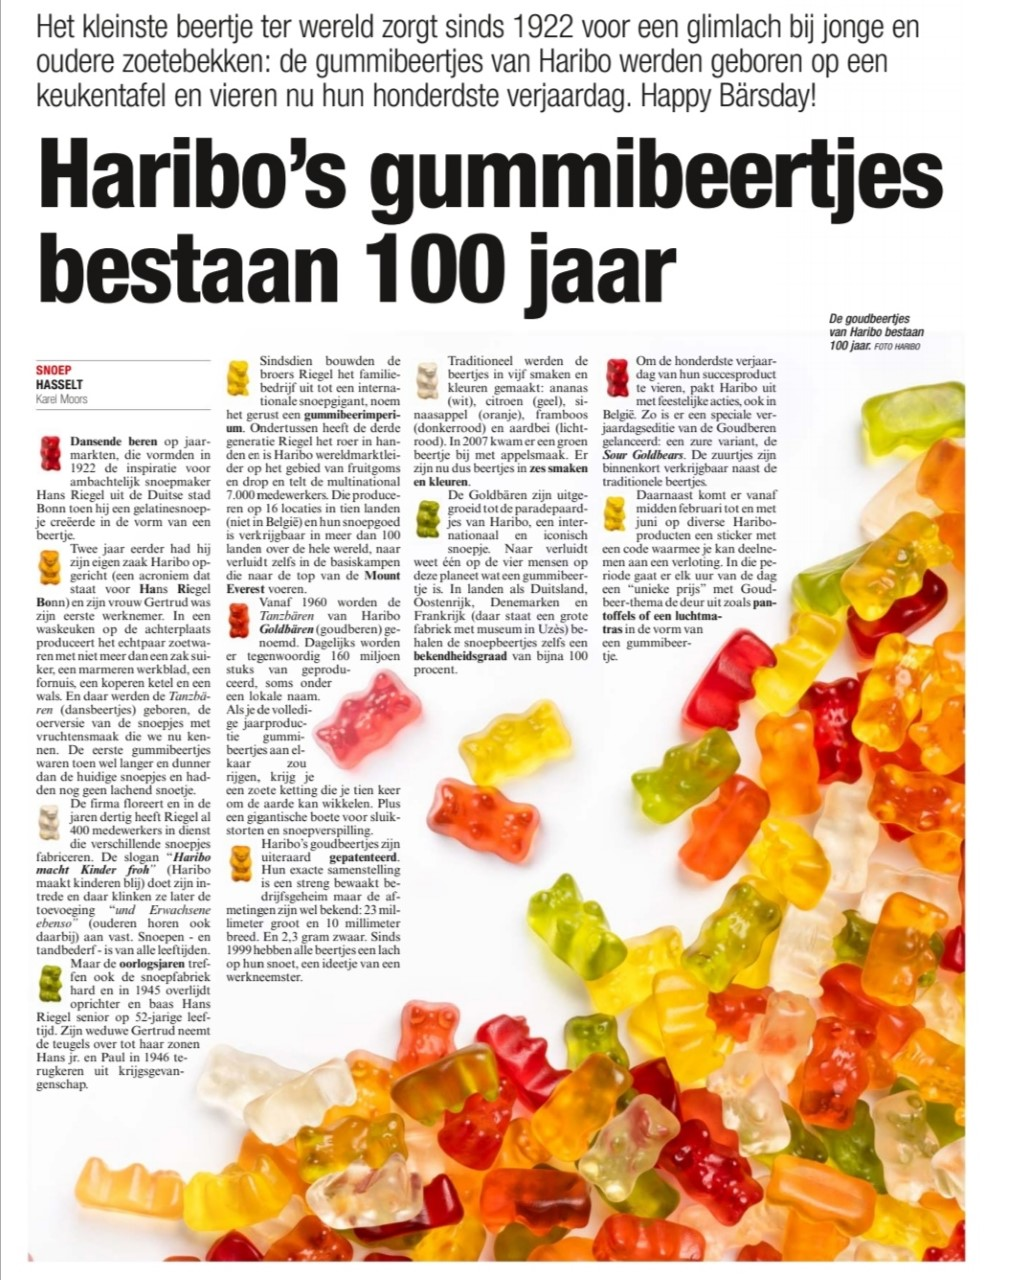 Het kleinste beertje ter wereld zorgt sinds 1922 voor een glimlach bij jonge en
oudere zoetebekken: de gummibeertjes van Haribo werden geboren op een
keukentafel en vieren nu hun honderdste verjaardag. Happy Bärsday!
Haribo’s gummibeertjes
bestaan 100 jaar
De goudbeertjes
van Haribo bestaan
100 jaar. FOTO HARIBO
SNOEP
HASSELT
Karel Moors
Dansende beren op jaar-
markten, die vormden in
1922 de inspiratie voor
ambachtelijk snoepmaker
Hans Riegel uit de Duitse stad
Bonn toen hij een gelatinesnoep-
je creëerde in de vorm van een
beertje.
Twee jaar eerder had hij
zijn eigen zaak Haribo op-
gericht (een acroniem dat
staat voor Hans Riegel
Bonn) en zijn vrouw Gertrud was
zijn eerste werknemer. In een
waskeuken op de achterplaats
produceert het echtpaar zoetwa-
ren met niet meer dan een zak sui-
ker, een marmeren werkblad, een
fornuis, een koperen ketel en een
wals. En daar werden de Tanzbä-
ren (dansbeertjes) geboren, de
oerversie van de snoepjes met
vruchtensmaak die we nu ken-
nen. De eerste gummibeertjes
waren toen wel langer en dunner
dan de huidige snoepjes en had-
den nog geen lachend snoetje.
De firma floreert en in de
jaren dertig heeft Riegel al
400 medewerkers in dienst
die verschillende snoepjes
fabriceren. De slogan “Haribo
macht Kinder froh” (Haribo
maakt kinderen blij) doet zijn in-
trede en daar klinken ze later de
toevoeging “und Erwachsene
ebenso” (ouderen horen ook
daarbij) aan vast. Snoepen - en
tandbederf - is van alle leeftijden.
Maar de oorlogsjaren tref-
fen ook de snoepfabriek
hard en in 1945 overlijdt
oprichter en baas Hans
Riegel senior op 52-jarige leef-
tijd. Zijn weduwe Gertrud neemt
de teugels over tot haar zonen
Hans jr. en Paul in 1946 te-
rugkeren uit krijgsgevan-
genschap.
Sindsdien bouwden de
broers Riegel het familie-
bedrijf uit tot een interna-
tionale snoepgigant, noem
het gerust een gummibeerimperi-
um. Ondertussen heeft de derde
generatie Riegel het roer in han-
den en is Haribo wereldmarktlei-
der op het gebied van fruitgoms
en drop en telt de multinational
7.000 medewerkers. Die produce-
ren op 16 locaties in tien landen
(niet in België) en hun snoepgoed
is verkrijgbaar in meer dan 100
landen over de hele wereld, naar
verluidt zelfs in de basiskampen
die naar de top van de Mount
Everest voeren.
Vanaf 1960 worden de
Tanzbären van Haribo
Goldbären (goudberen) ge-
noemd. Dagelijks worden
er tegenwoordig 160 miljoen
stuks van geprodu-
ceerd, soms onder
een lokale naam.
Als je de volledi-
ge jaarproduc-
tie gummi-
beertjes aan el-
kaar zou
rijgen, krijg je
een zoete ketting die je tien keer
om de aarde kan wikkelen. Plus
een gigantische boete voor sluik-
storten en snoepverspilling.
Haribo’s goudbeertjes zijn
uiteraard gepatenteerd.
Hun exacte samenstelling
is een streng bewaakt be-
drijfsgeheim maar de af-
metingen zijn wel bekend: 23 mil-
limeter groot en 10 millimeter
breed. En 2,3 gram zwaar. Sinds
1999 hebben alle beertjes een lach
op hun snoet, een ideetje van een
werkneemster.
Traditioneel werden de
beertjes in vijf smaken en
kleuren gemaakt: ananas
(wit), citroen (geel), si-
naasappel (oranje), framboos
(donkerrood) en aardbei (licht-
rood). In 2007 kwam er een groen
beertje bij met appelsmaak. Er
zijn nu dus beertjes in zes smaken
en kleuren.
De Goldbären zijn uitge-
groeid tot de paradepaard-
jes van Haribo, een inter-
nationaal en iconisch
snoepje. Naar verluidt
weet één op de vier mensen op
deze planeet wat een gummibeer-
tje is. In landen als Duitsland,
Oostenrijk, Denemarken en
Frankrijk (daar staat een grote
fabriek met museum in Uzès) be-
halen de snoepbeertjes zelfs een
bekendheidsgraad van bijna 100
procent.
Om de honderdste verjaar-
dag van hun succesproduct
te vieren, pakt Haribo uit
met feestelijke acties, ook in
België. Zo is er een speciale ver-
jaardagseditie van de Goudberen
gelanceerd: een zure variant, de
Sour Goldbears. De zuurtjes zijn
binnenkort verkrijgbaar naast de
traditionele beertjes.
Daarnaast komt er vanaf
midden februari tot en met
juni op diverse Haribo-
producten een sticker met
een code waarmee je kan deelne-
men aan een verloting. In die pe-
riode gaat er elk uur van de dag
een “unieke prijs” met Goud-
beer-thema de deur uit zoals pan-
toffels of een luchtma-
tras in de vorm van
een gummibeer-
tje.